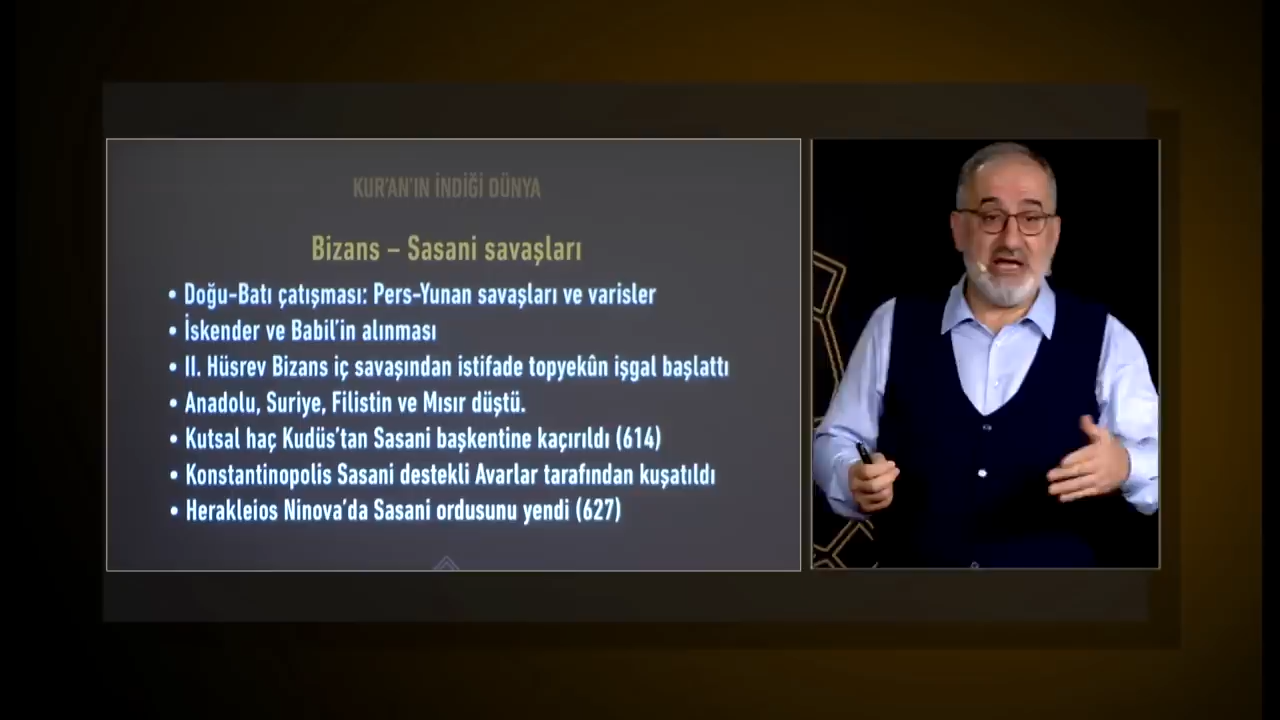 KUR'AN'IN İNDİĞİ DÜNYA
Bizans – Sasani savaşları
• Doğu-Batı çatışması: Pers-Yunan savaşları ve varisler
• İskender ve Babil'in alınması
• II. Hüsrev Bizans iç savaşından istifade topyekûn işgal başlattı
• Anadolu, Suriye, Filistin ve Mısır düştü.
• Kutsal haç Kudüs'tan Sasani başkentine kaçırıldı (614)
• Konstantinopolis Sasani destekli Avarlar tarafından kuşatıldı
• Herakleios Ninova'da Sasani ordusunu yendi (627)